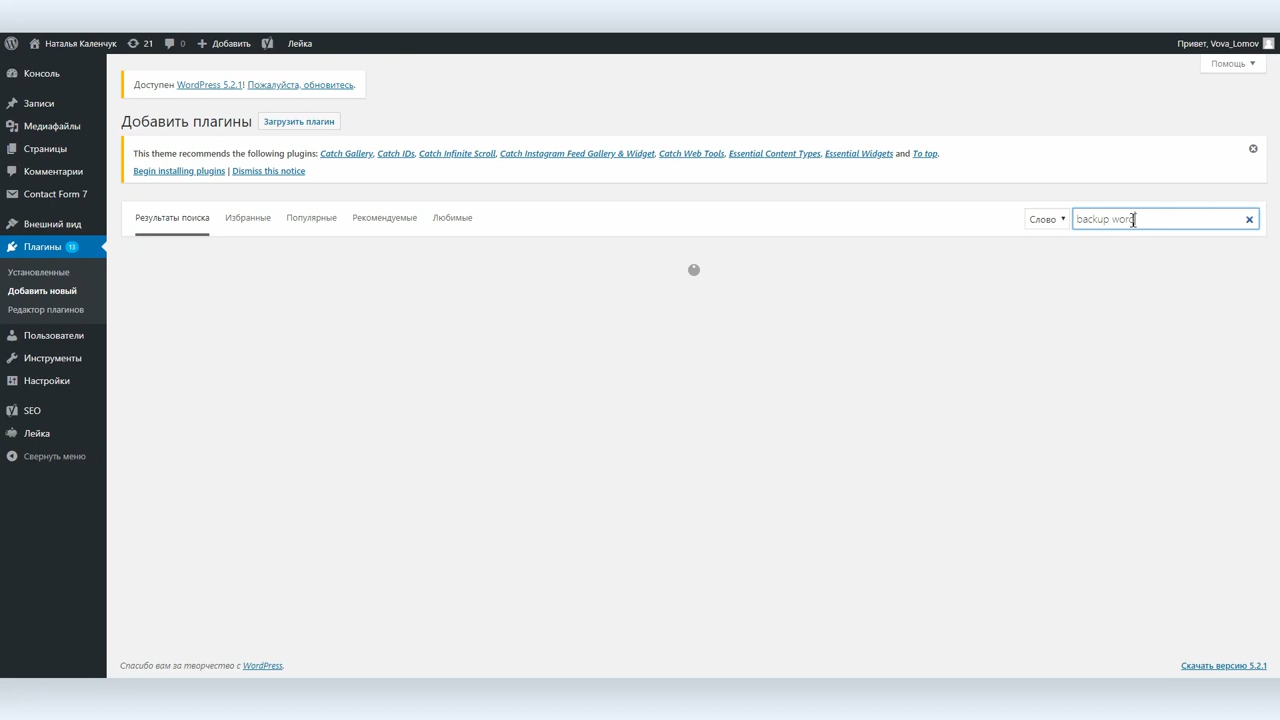 Наталья Каленчук 21 0 Добавить Лейка Привет, Vova_Lomov
Помощь
Консоль
Записи
Медиафайлы
Страницы
Комментарии
Contact Form 7
Внешний вид
Плагины 13
Установленные
Добавить новый
Редактор плагинов
Пользователи
Инструменты
Настройки
SEO
Лейка
Свернуть меню
Доступен WordPress 5.2.1! Пожалуйста, обновитесь.
Добавить плагины Загрузить плагин
This theme recommends the following plugins: Catch Gallery, Catch IDs, Catch Infinite Scroll, Catch Instagram Feed Gallery & Widget, Catch Web Tools, Essential Content Types, Essential Widgets and To top.
Begin installing plugins | Dismiss this notice
Результаты поиска Избранные Популярные Рекомендуемые Любимые Слово backup word
Спасибо вам за творчество с WordPress. Скачать версию 5.2.1